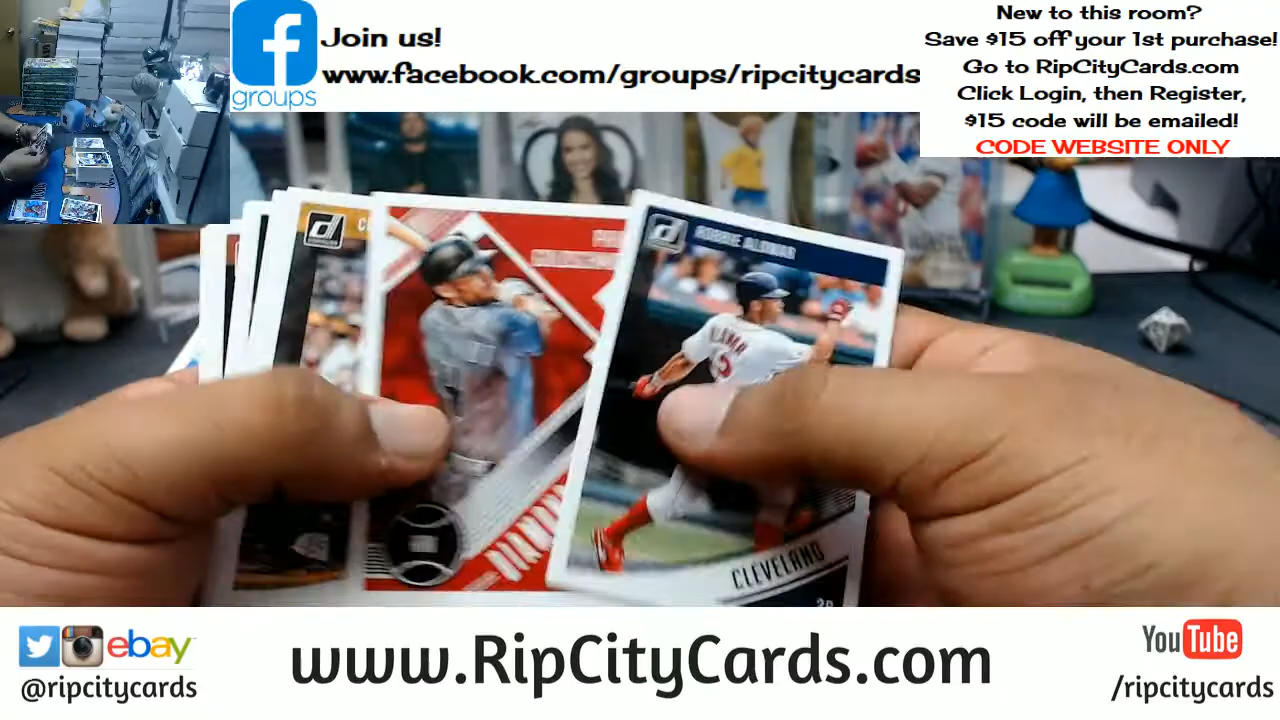 Join us!
www.facebook.com/groups/ripcitycards
groups
New to this room?
Save $15 off your 1st purchase!
Go to RipCityCards.com
Click Login, then Register,
$15 code will be emailed!
CODE WEBSITE ONLY
ROBBIE ALOMAR
CLEVELAND
2B
ebay
@ripcitycards
www.RipCityCards.com
YouTube
/ripcitycards